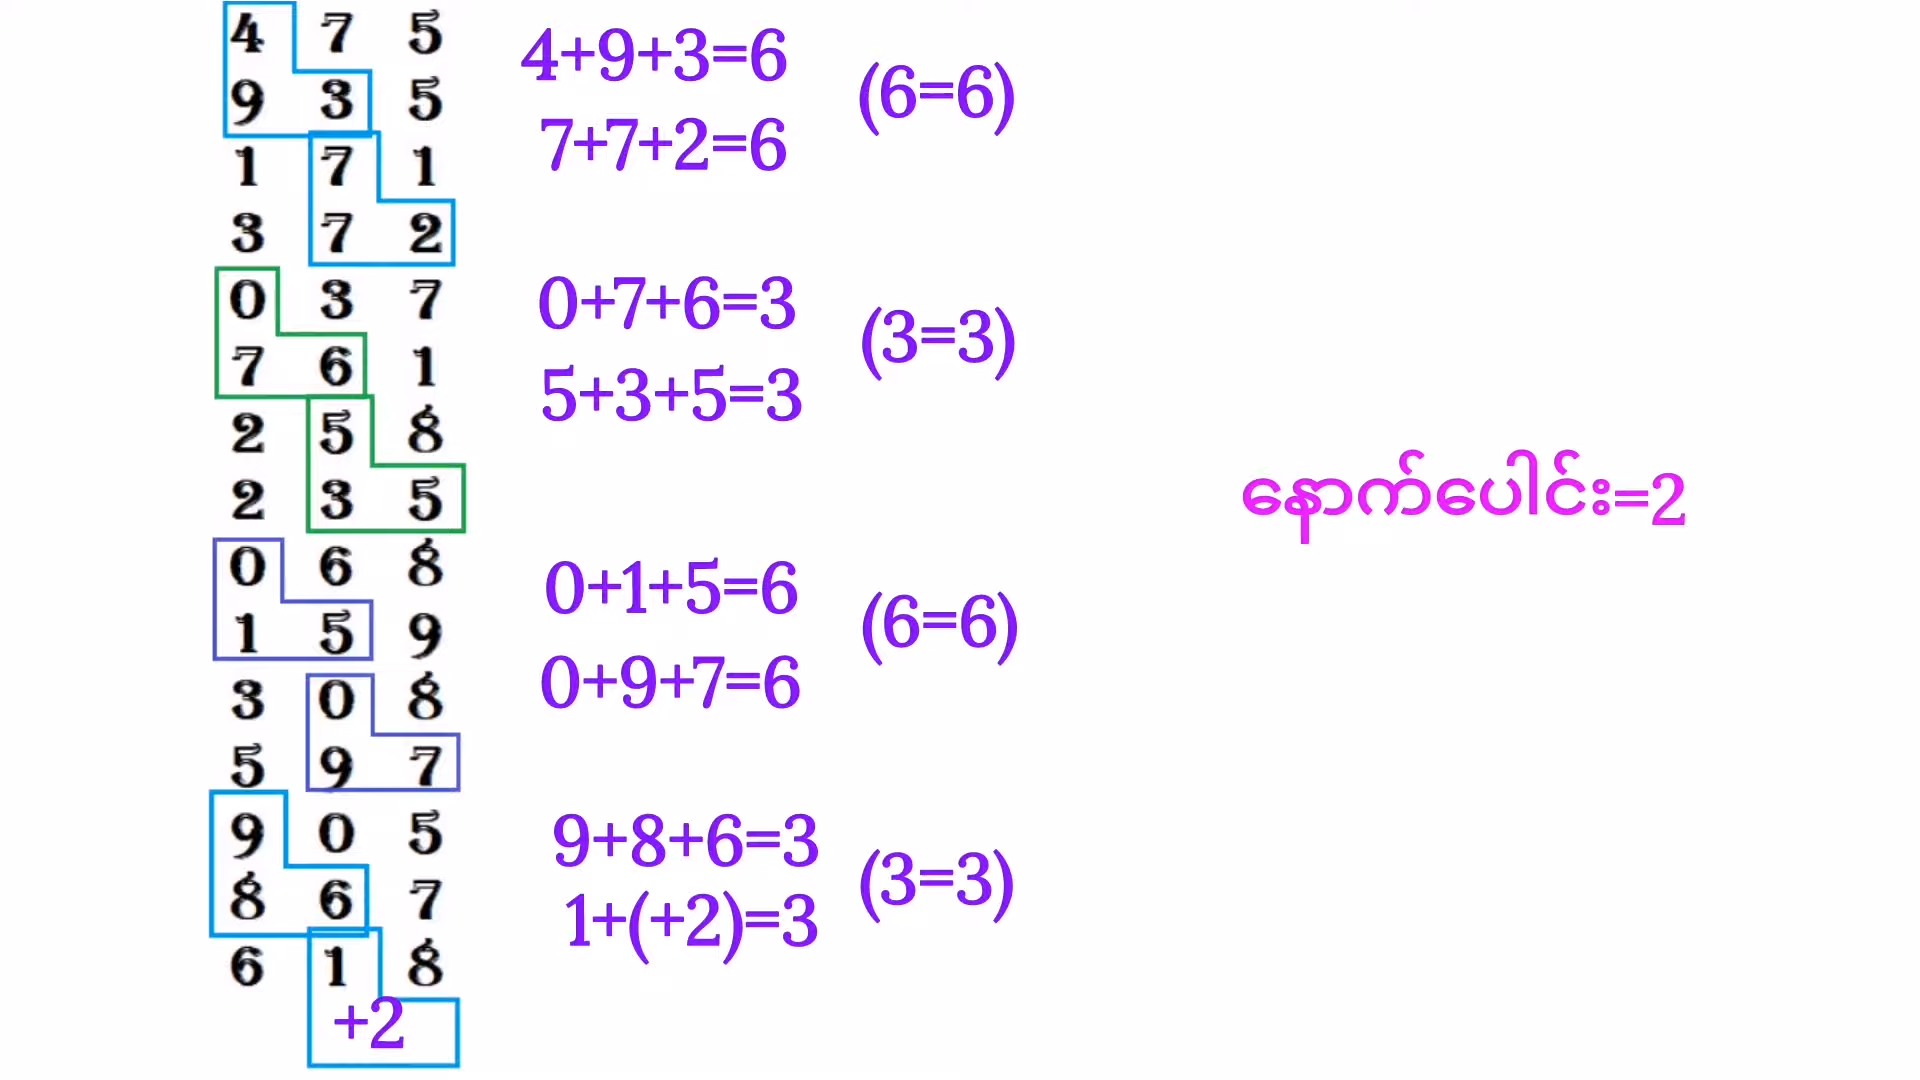 4 7 5
9 3 5
1 7 1
3 7 2
0 3 7
7 6 1
2 5 8
2 3 5
0 6 8
1 5 9
3 0 8
5 9 7
9 0 5
8 6 7
6 1 8
+2
4+9+3=6
7+7+2=6
(6=6)
0+7+6=3
5+3+5=3
(3=3)
0+1+5=6
0+9+7=6
(6=6)
9+8+6=3
1+(+2)=3
(3=3)
နောက်ပေါင်း=2